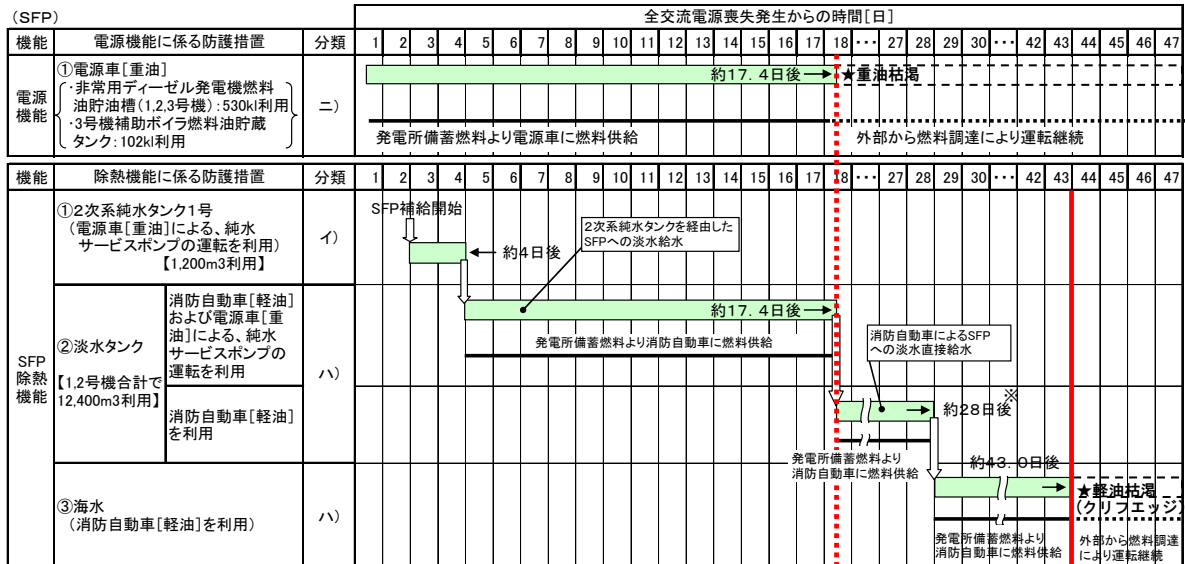 (SFP)
全交流電源喪失発生からの時間[日]
機能 電源機能に係る防護措置 分類 1 2 3 4 5 6 7 8 9 10 11 12 13 14 15 16 17 18 ･･･ 27 28 29 30 ･･･ 42 43 44 45 46 47
電源
機能
①電源車[重油]
・非常用ディーゼル発電機燃料
油貯油槽(1,2,3号機):530kl利用
・3号機補助ボイラ燃料油貯蔵
タンク:102kl利用
ニ)
約17.4日後
★重油枯渇
発電所備蓄燃料より電源車に燃料供給
外部から燃料調達により運転継続
機能 除熱機能に係る防護措置 分類 1 2 3 4 5 6 7 8 9 10 11 12 13 14 15 16 17 18 ･･･ 27 28 29 30 ･･･ 42 43 44 45 46 47
SFP
除熱
機能
①2次系純水タンク1号
(電源車[重油]による、純水
サービスポンプの運転を利用)
【1,200m3利用】
イ)
SFP補給開始
約4日後
2次系純水タンクを経由した
SFPへの淡水給水
②淡水タンク
【1,2号機合計で
12,400m3利用】
消防自動車[軽油]
および電源車[重
油]による、純水
サービスポンプの
運転を利用
ハ)
約17.4日後
発電所備蓄燃料より消防自動車に燃料供給
消防自動車によるSFP
への淡水直接給水
消防自動車[軽油]
を利用
約28日後
※
発電所備蓄燃料より
消防自動車に燃料供給
③海水
(消防自動車[軽油]を利用)
ハ)
約43.0日後
★軽油枯渇
(クリフエッジ)
発電所備蓄燃料より
消防自動車に燃料供給
外部から燃料調達
により運転継続